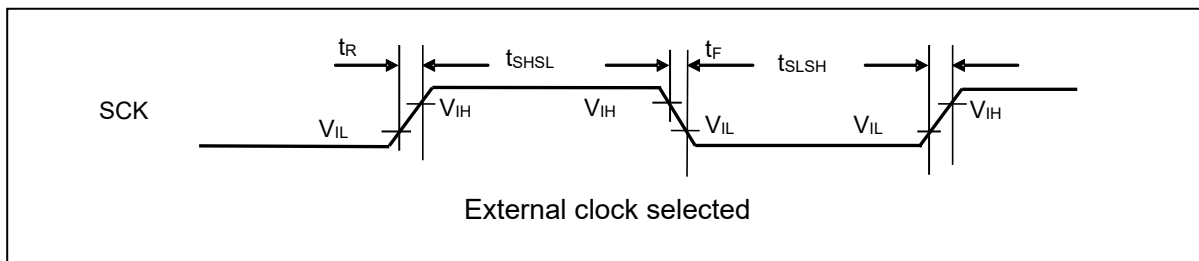 tR tSHSL tF tSLSH
SCK
VIH VIH VIH
VIL VIL VIL
External clock selected